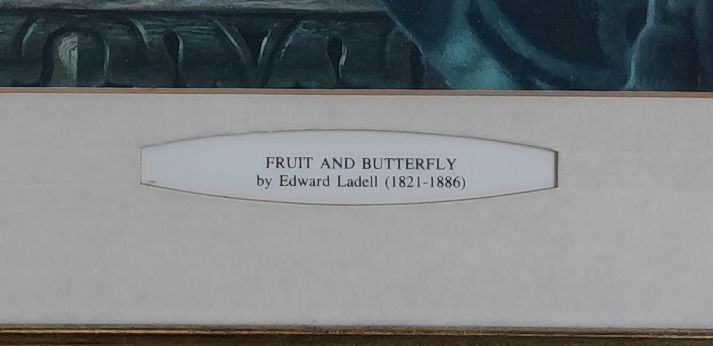 FRUIT AND BUTTERFLY
by Edward Ladell (1821-1886)